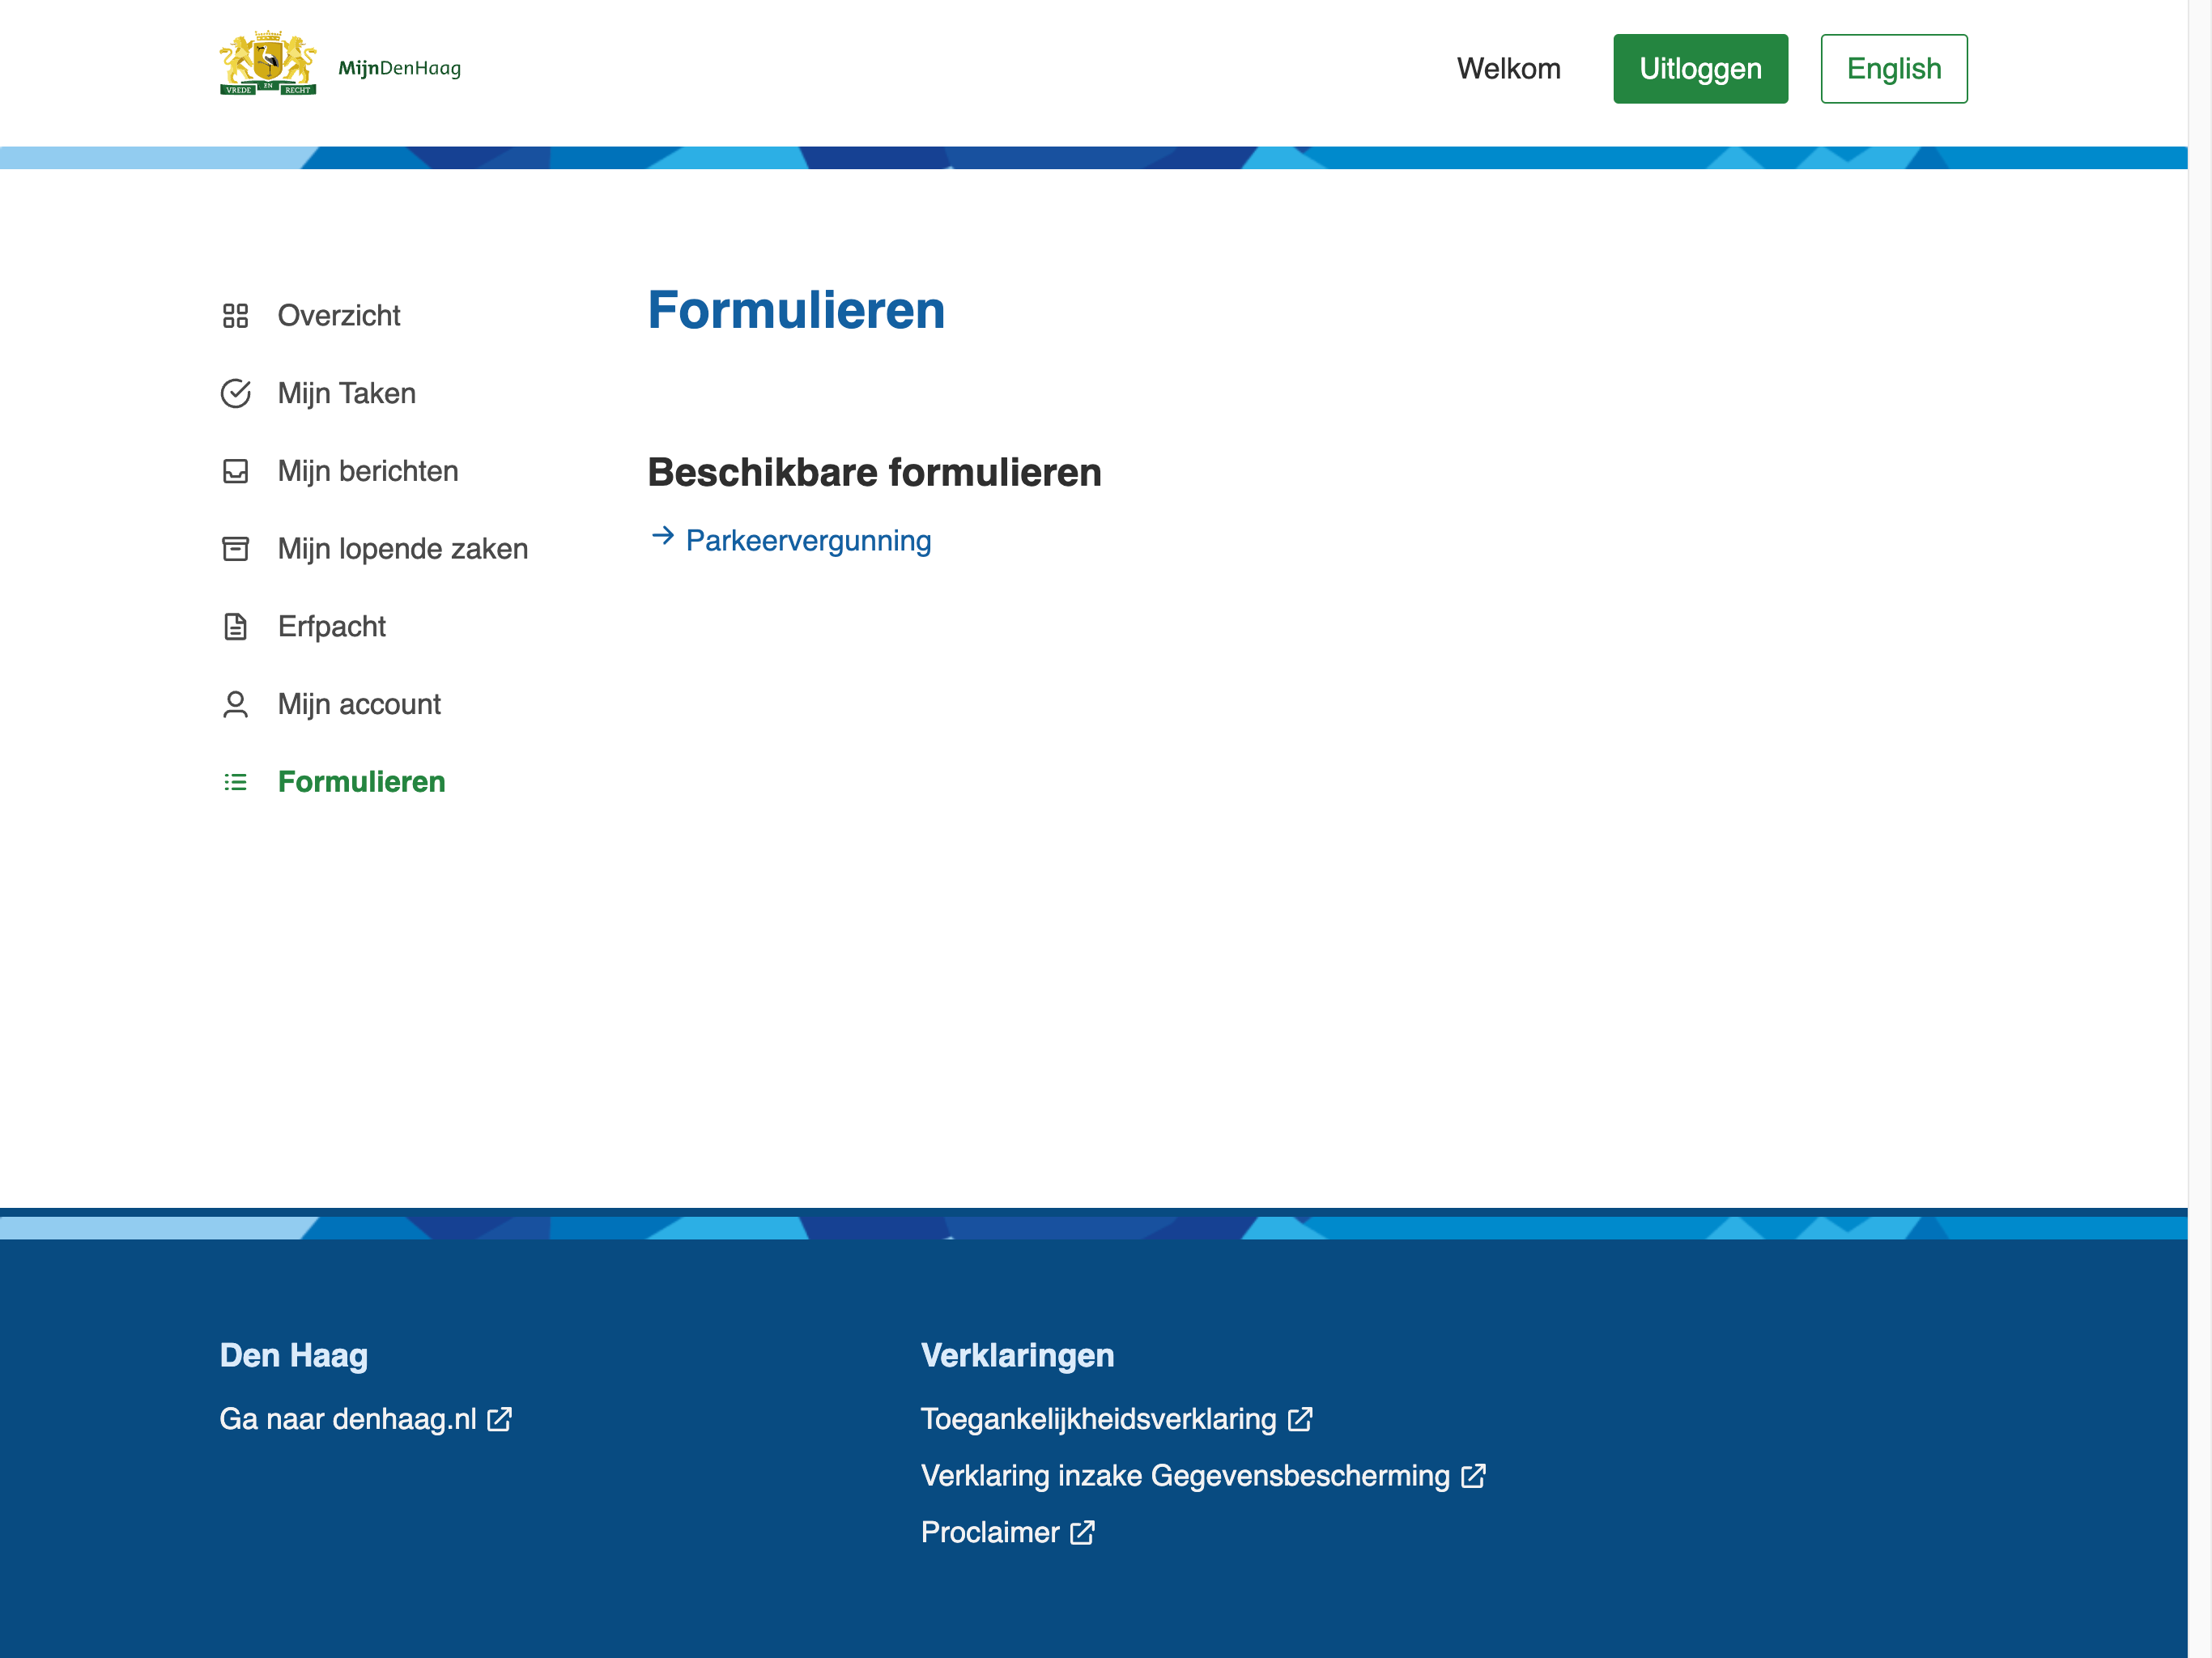 VREDE EN RECHT
MijnDenHaag
Welkom
Uitloggen
English
Overzicht
Mijn Taken
Mijn berichten
Mijn lopende zaken
Erfpacht
Mijn account
Formulieren
Formulieren
Beschikbare formulieren
Parkeervergunning
Den Haag
Ga naar denhaag.nl
Verklaringen
Toegankelijkheidsverklaring
Verklaring inzake Gegevensbescherming
Proclaimer